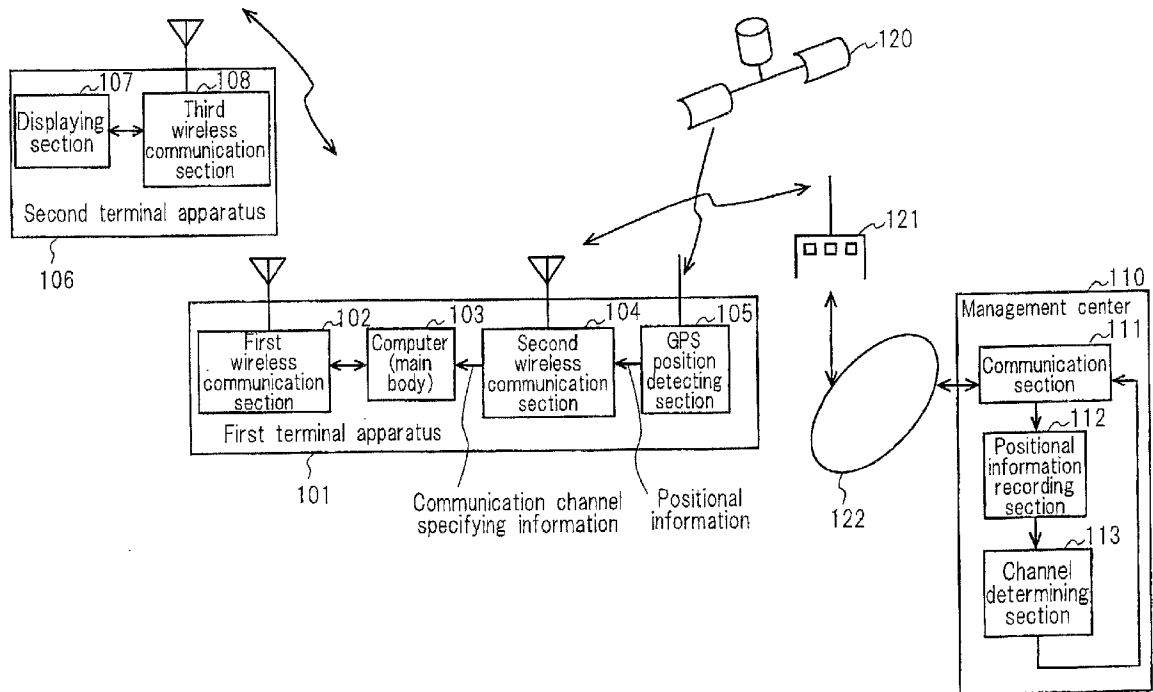 120
107
108
Displaying
section
Third
wireless
communication
section
Second terminal apparatus
106
121
110
Management center
111
Communication
section
112
Positional
information
recording
section
113
Channel
determining
section
102
First
wireless
communication
section
103
Computer
(main
body)
104
Second
wireless
communication
section
105
GPS
position
detecting
section
First terminal apparatus
101
Communication channel
specifying information
Positional
information
122